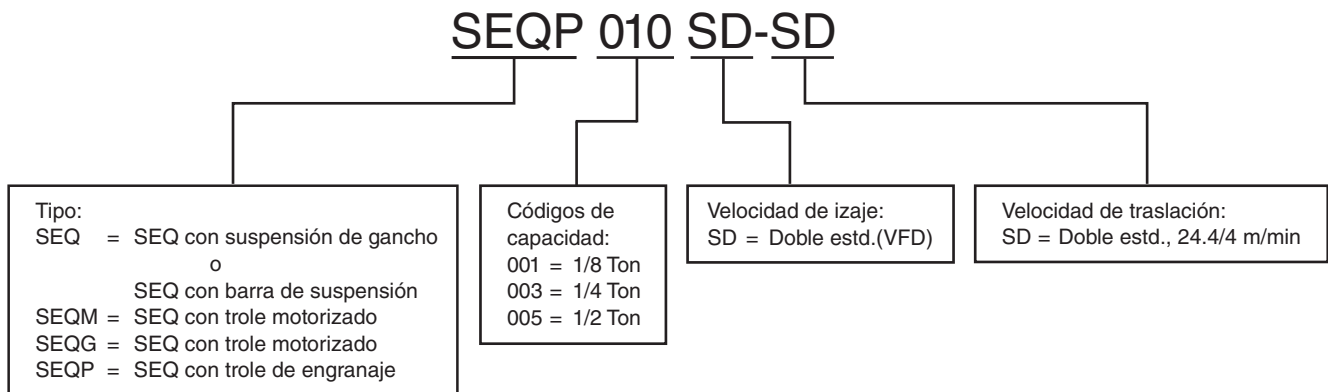 SEQP 010 SD-SD
Tipo:
SEQ = SEQ con suspensión de gancho
o
SEQ con barra de suspensión
SEQM = SEQ con trole motorizado
SEQG = SEQ con trole motorizado
SEQP = SEQ con trole de engranaje
Códigos de
capacidad:
001 = 1/8 Ton
003 = 1/4 Ton
005 = 1/2 Ton
Velocidad de izaje:
SD = Doble estd.(VFD)
Velocidad de traslación:
SD = Doble estd., 24.4/4 m/min